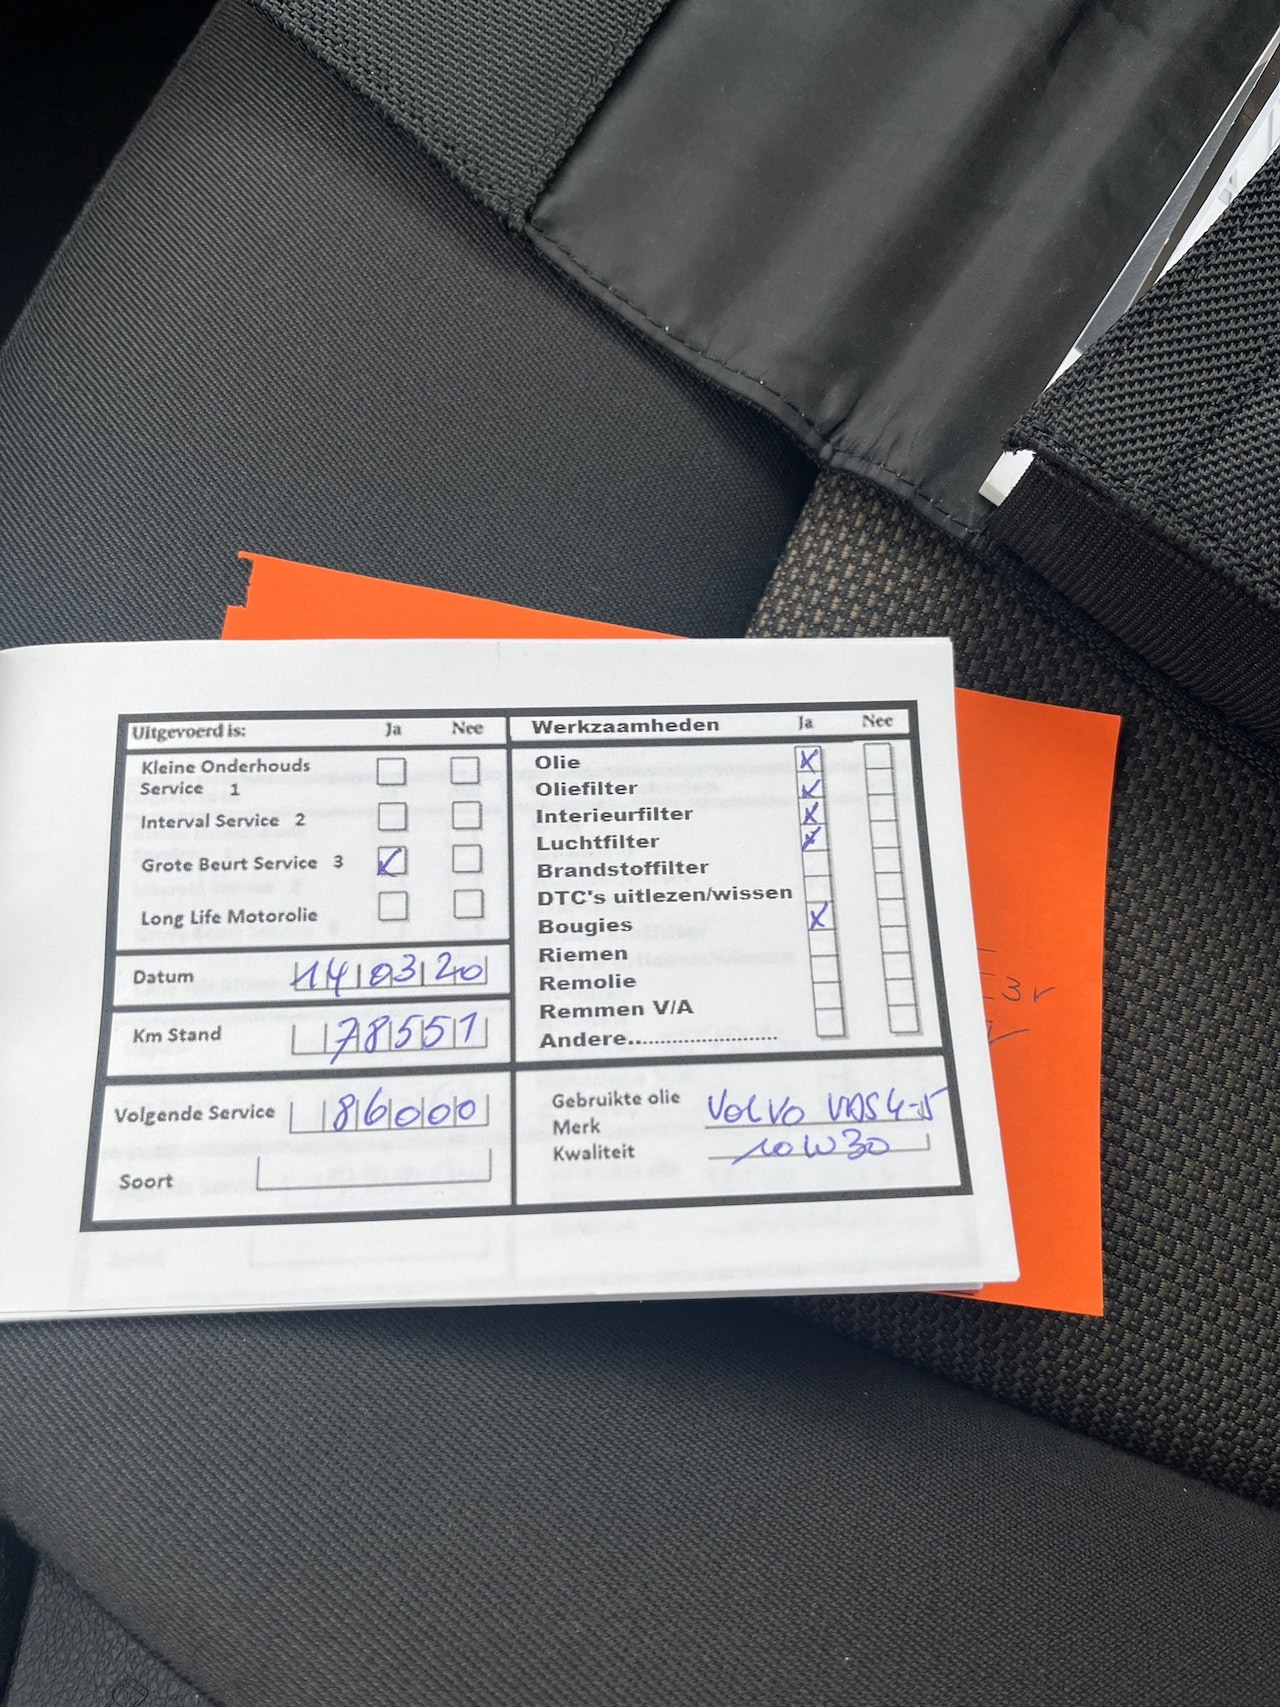 Uitgevoerd is: Ja Nee
Kleine Onderhouds
Service 1
Interval Service 2
Grote Beurt Service 3
Long Life Motorolie
Datum 14 03 20
Km Stand 78551
Volgende Service 86000
Soort
Werkzaamheden Ja Nee
Olie X
Oliefilter
Interieurfilter X
Luchtfilter X
Brandstoffilter
DTC's uitlezen/wissen
Bougies X
Riemen
Remolie
Remmen V/A
Andere........................
Gebruikte olie
Merk VOLVO VDS4-5
Kwaliteit 10W30